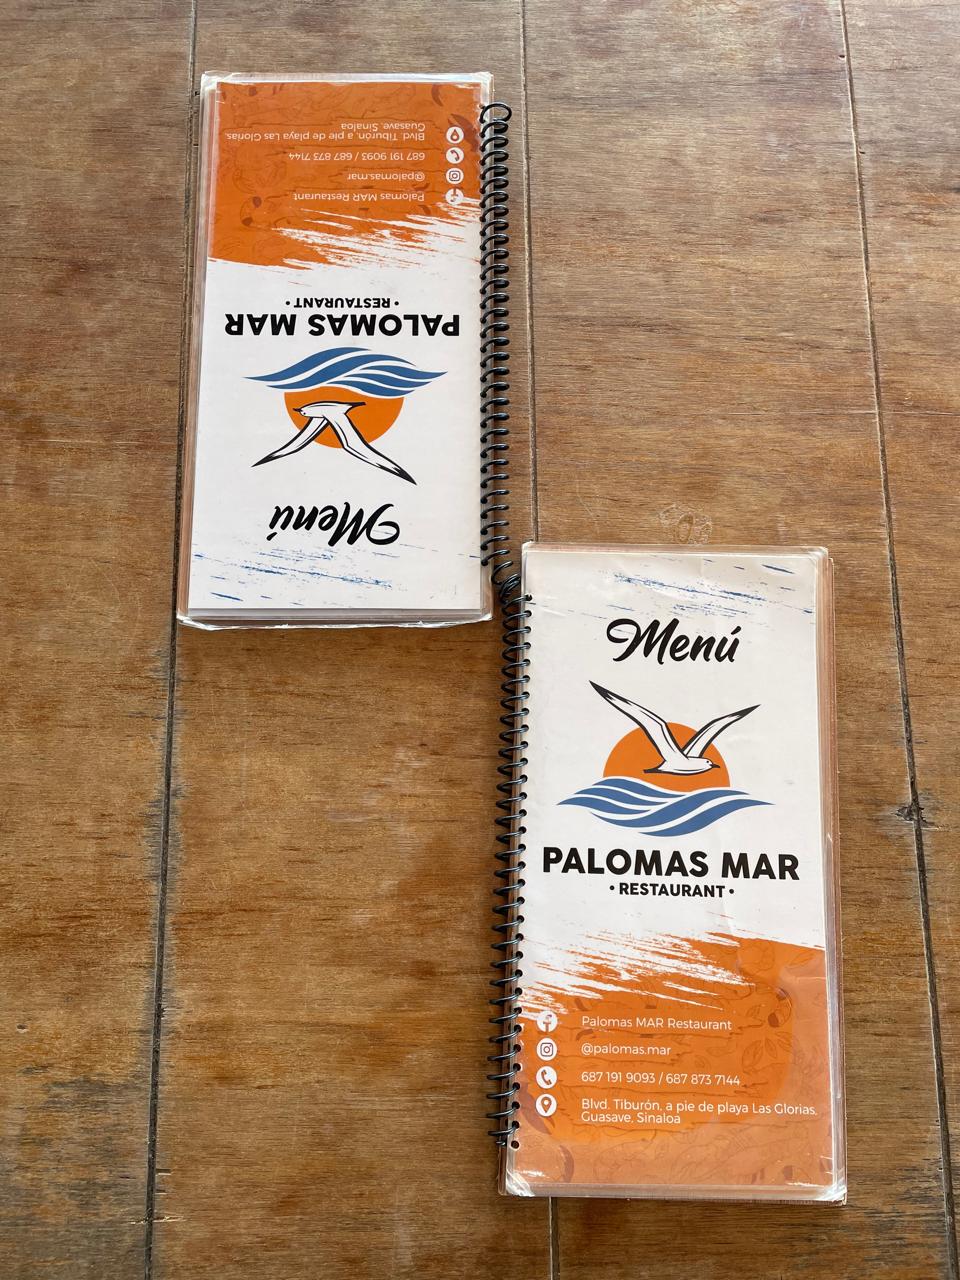 Blvd. Tiburón, a pie de playa Las Glorias,
Guasave, Sinaloa
687 191 9093 / 687 873 7144
@palomas.mar
Palomas MAR Restaurant
• RESTAURANT •
PALOMAS MAR
Menú
Menú
PALOMAS MAR
• RESTAURANT •
Palomas MAR Restaurant
@palomas.mar
687 191 9093 / 687 873 7144
Blvd. Tiburón, a pie de playa Las Glorias,
Guasave, Sinaloa